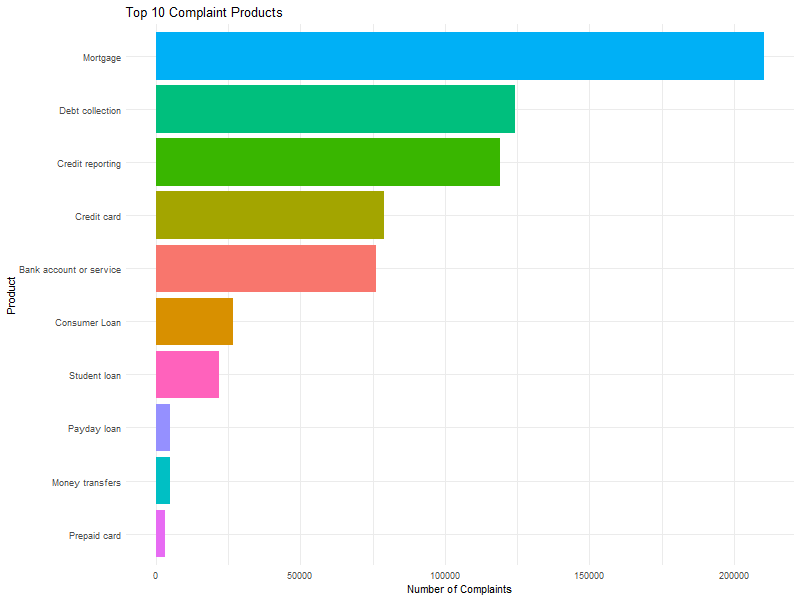 Top 10 Complaint Products
Mortgage
Debt collection
Credit reporting
Credit card
Bank account or service
Consumer Loan
Student loan
Payday loan
Money transfers
Prepaid card
Product
0 50000 100000 150000 200000
Number of Complaints